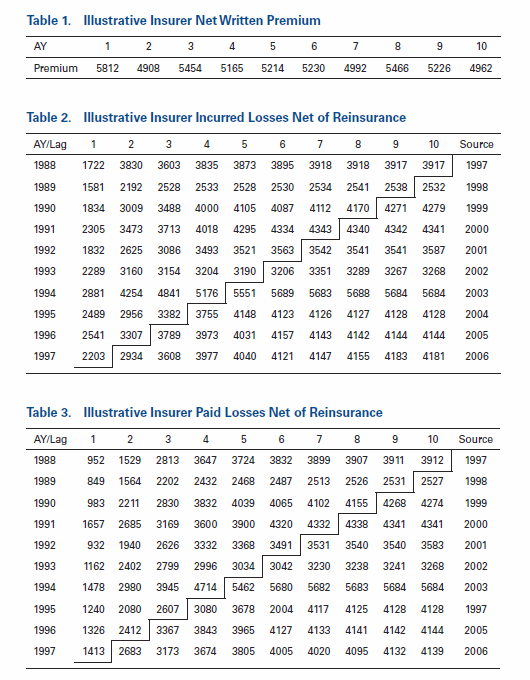 Table 1. Illustrative Insurer Net Written Premium
AY 1 2 3 4 5 6 7 8 9 10
Premium 5812 4908 5454 5165 5214 5230 4992 5466 5226 4962
Table 2. Illustrative Insurer Incurred Losses Net of Reinsurance
AY/Lag 1 2 3 4 5 6 7 8 9 10 Source
1988 1722 3830 3603 3835 3873 3895 3918 3918 3917 3917 1997
1989 1581 2192 2528 2533 2528 2530 2534 2541 2538 2532 1998
1990 1834 3009 3488 4000 4105 4087 4112 4170 4271 4279 1999
1991 2305 3473 3713 4018 4295 4334 4343 4340 4342 4341 2000
1992 1832 2625 3086 3493 3521 3563 3542 3541 3541 3587 2001
1993 2289 3160 3154 3204 3190 3206 3351 3289 3267 3268 2002
1994 2881 4254 4841 5176 5551 5689 5683 5688 5684 5684 2003
1995 2489 2956 3382 3755 4148 4123 4126 4127 4128 4128 2004
1996 2541 3307 3789 3973 4031 4157 4143 4142 4144 4144 2005
1997 2203 2934 3608 3977 4040 4121 4147 4155 4183 4181 2006
Table 3. Illustrative Insurer Paid Losses Net of Reinsurance
AY/Lag 1 2 3 4 5 6 7 8 9 10 Source
1988 952 1529 2813 3647 3724 3832 3899 3907 3911 3912 1997
1989 849 1564 2202 2432 2468 2487 2513 2526 2531 2527 1998
1990 983 2211 2830 3832 4039 4065 4102 4155 4268 4274 1999
1991 1657 2685 3169 3600 3900 4320 4332 4338 4341 4341 2000
1992 932 1940 2626 3332 3368 3491 3531 3540 3540 3583 2001
1993 1162 2402 2799 2996 3034 3042 3230 3238 3241 3268 2002
1994 1478 2980 3945 4714 5462 5680 5682 5683 5684 5684 2003
1995 1240 2080 2607 3080 3678 2004 4117 4125 4128 4128 1997
1996 1326 2412 3367 3843 3965 4127 4133 4141 4142 4144 2005
1997 1413 2683 3173 3674 3805 4005 4020 4095 4132 4139 2006